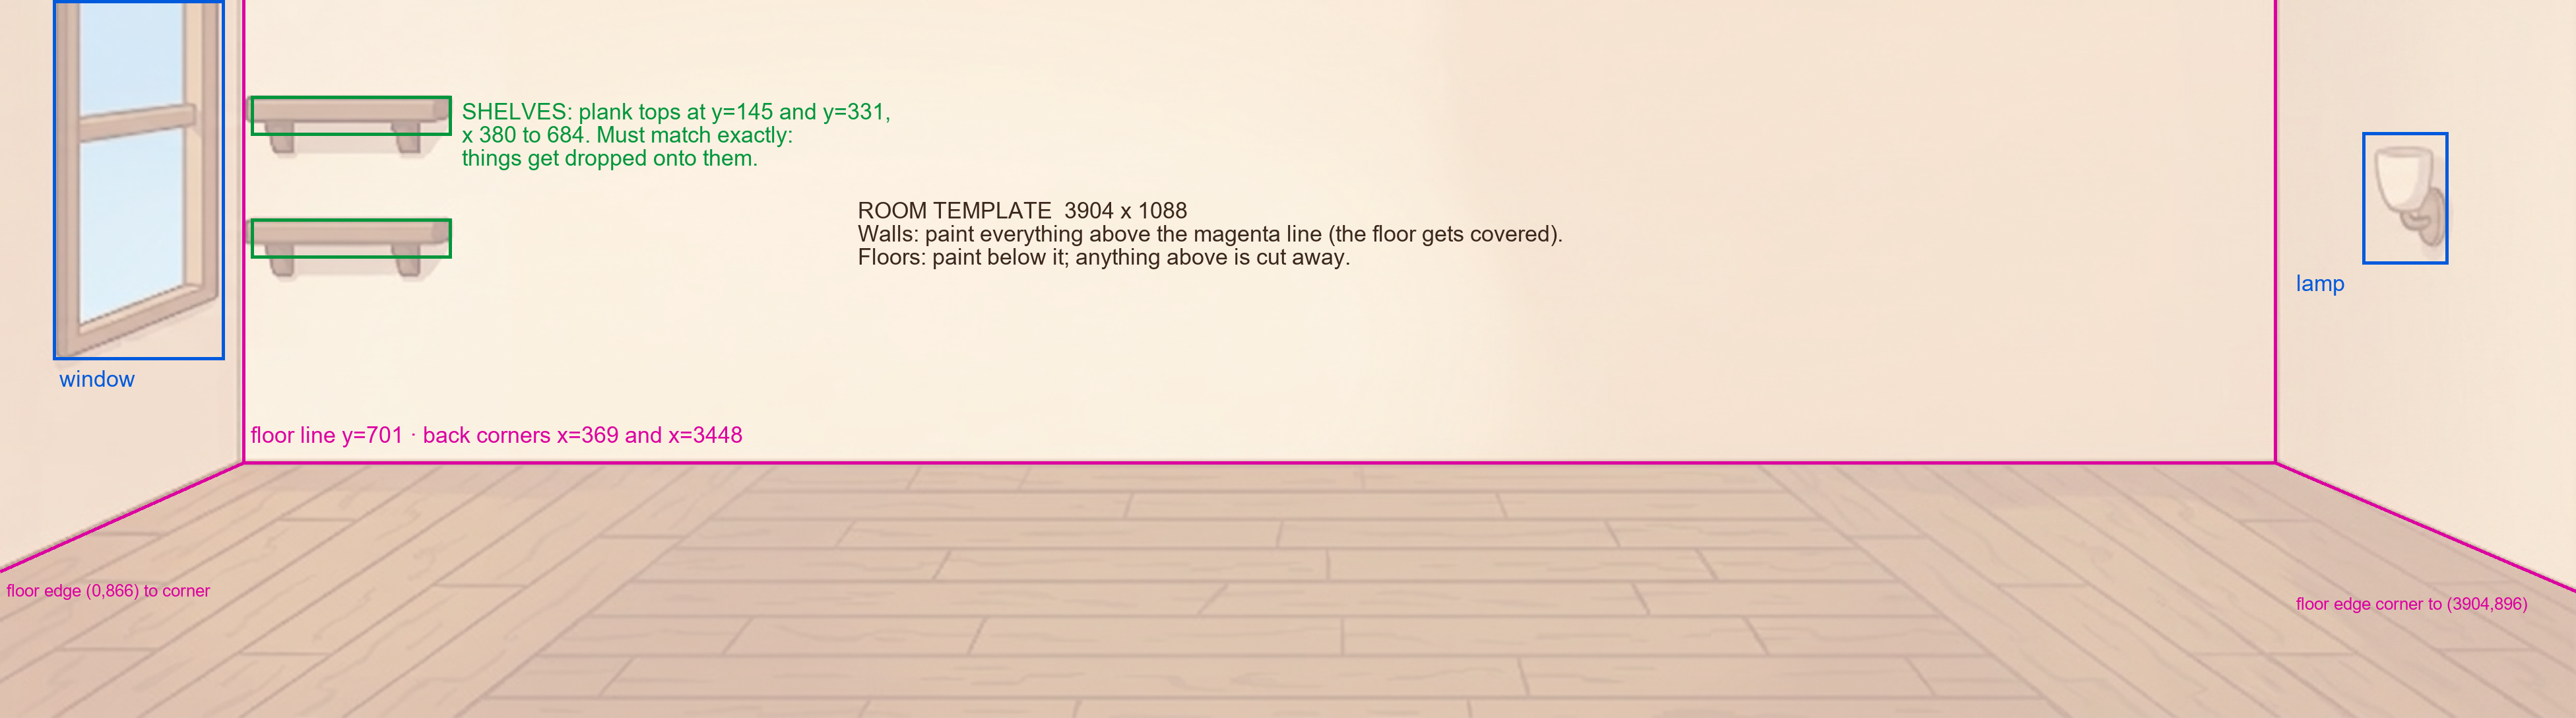 SHELVES: plank tops at y=145 and y=331,
x 380 to 684. Must match exactly:
things get dropped onto them.
ROOM TEMPLATE  3904 x 1088
Walls: paint everything above the magenta line (the floor gets covered).
Floors: paint below it; anything above is cut away.
lamp
window
floor line y=701 · back corners x=369 and x=3448
floor edge (0,866) to corner
floor edge corner to (3904,896)